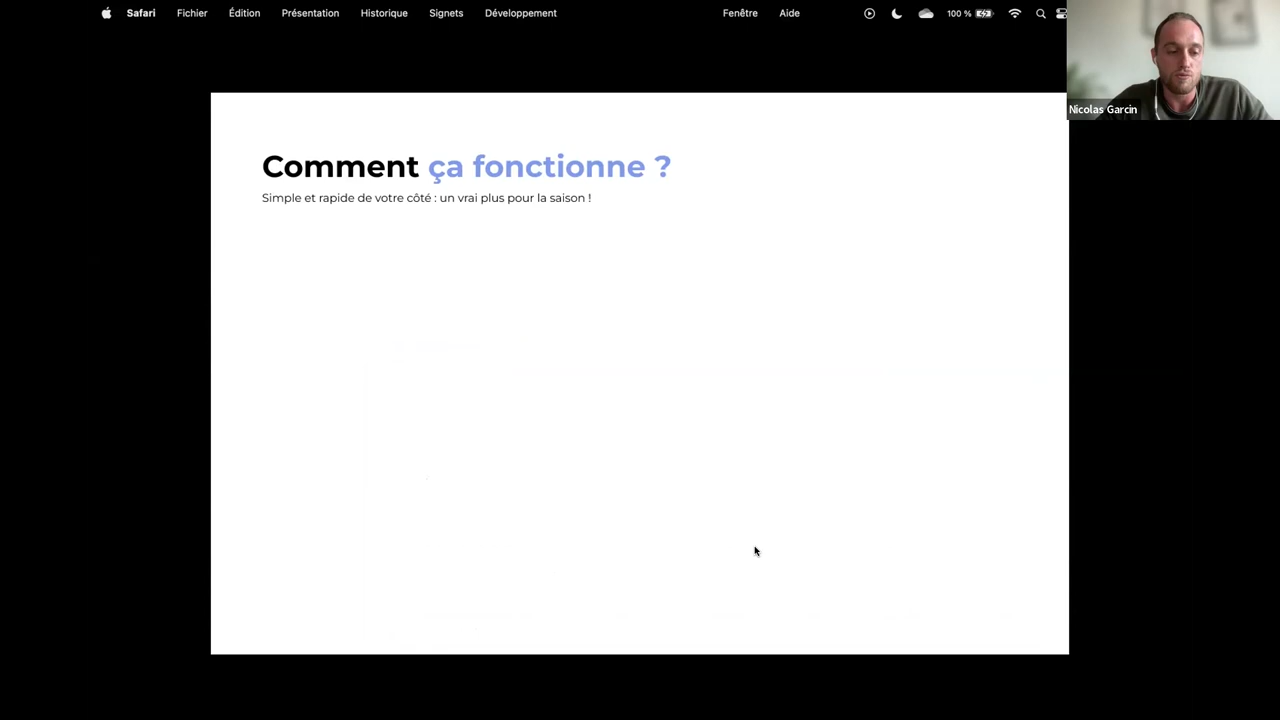 Safari Fichier Édition Présentation Historique Signets Développement Fenêtre Aide 100 %
Nicolas Garcin
Comment ça fonctionne ?
Simple et rapide de votre côté : un vrai plus pour la saison !